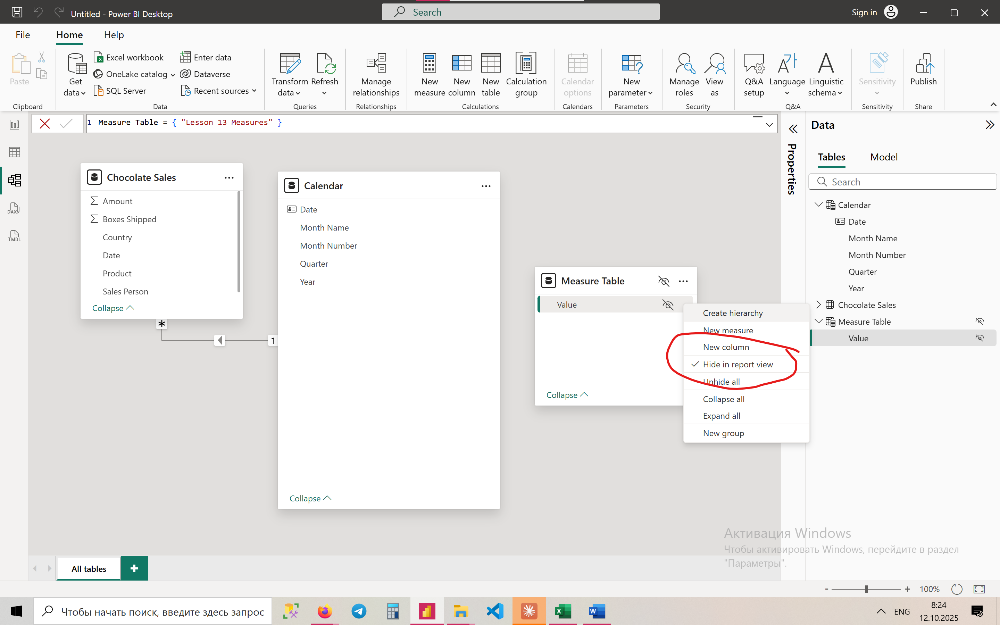 Untitled - Power BI Desktop
Search
Sign in
File
Home
Help
Paste
Clipboard
Get data
Excel workbook
OneLake catalog
SQL Server
Enter data
Dataverse
Recent sources
Data
Transform data
Refresh
Queries
Manage relationships
Relationships
New measure
New column
New table
Calculation group
Calculations
Calendar options
Calendars
New parameter
Parameters
Manage roles
View as
Security
Q&A setup
Language
Linguistic schema
Q&A
Sensitivity
Sensitivity
Publish
Share
1 Measure Table = { "Lesson 13 Measures" }
DAX
TMDL
Chocolate Sales
Amount
Boxes Shipped
Country
Date
Product
Sales Person
Collapse
*
1
Calendar
Date
Month Name
Month Number
Quarter
Year
Collapse
Measure Table
Value
Collapse
Create hierarchy
New measure
New column
Hide in report view
Unhide all
Collapse all
Expand all
New group
Properties
Data
Tables
Model
Search
Calendar
Date
Month Name
Month Number
Quarter
Year
Chocolate Sales
Measure Table
Value
Активация Windows
Чтобы активировать Windows, перейдите в раздел
"Параметры".
All tables
+
- + 100%
Чтобы начать поиск, введите здесь запрос
ENG
8:24
12.10.2025